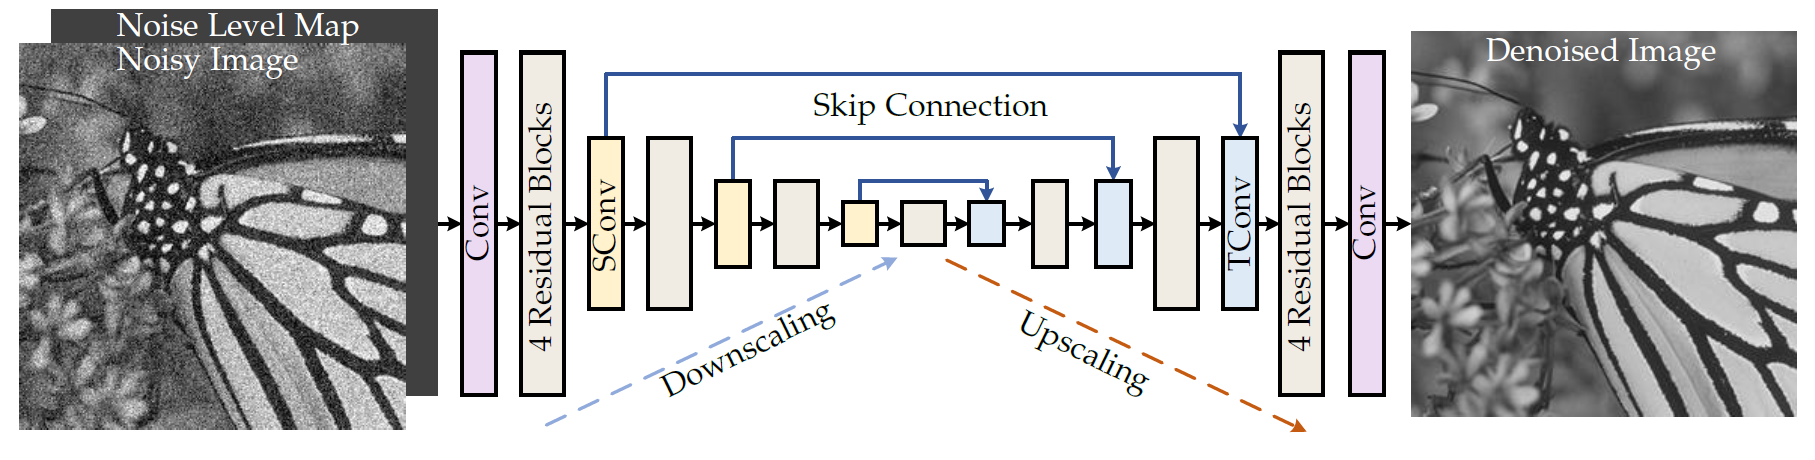 Noise Level Map
Noisy Image
Conv
4 Residual Blocks
SConv
Skip Connection
Downscaling
Upscaling
TConv
4 Residual Blocks
Conv
Denoised Image